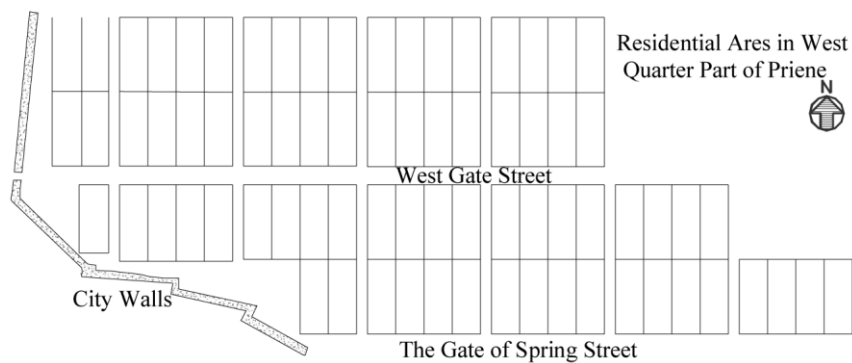 Residential Ares in West
Quarter Part of Priene
N
West Gate Street
City Walls
The Gate of Spring Street